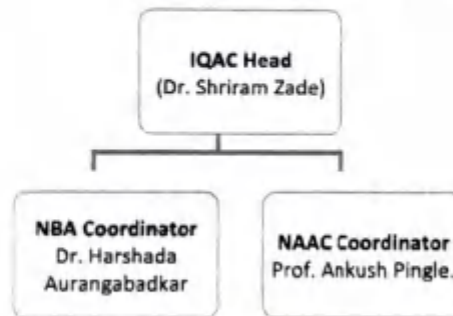 IQAC Head
(Dr. Shriram Zade)
NBA Coordinator
Dr. Harshada
Aurangabadkar
NAAC Coordinator
Prof. Ankush Pingle.